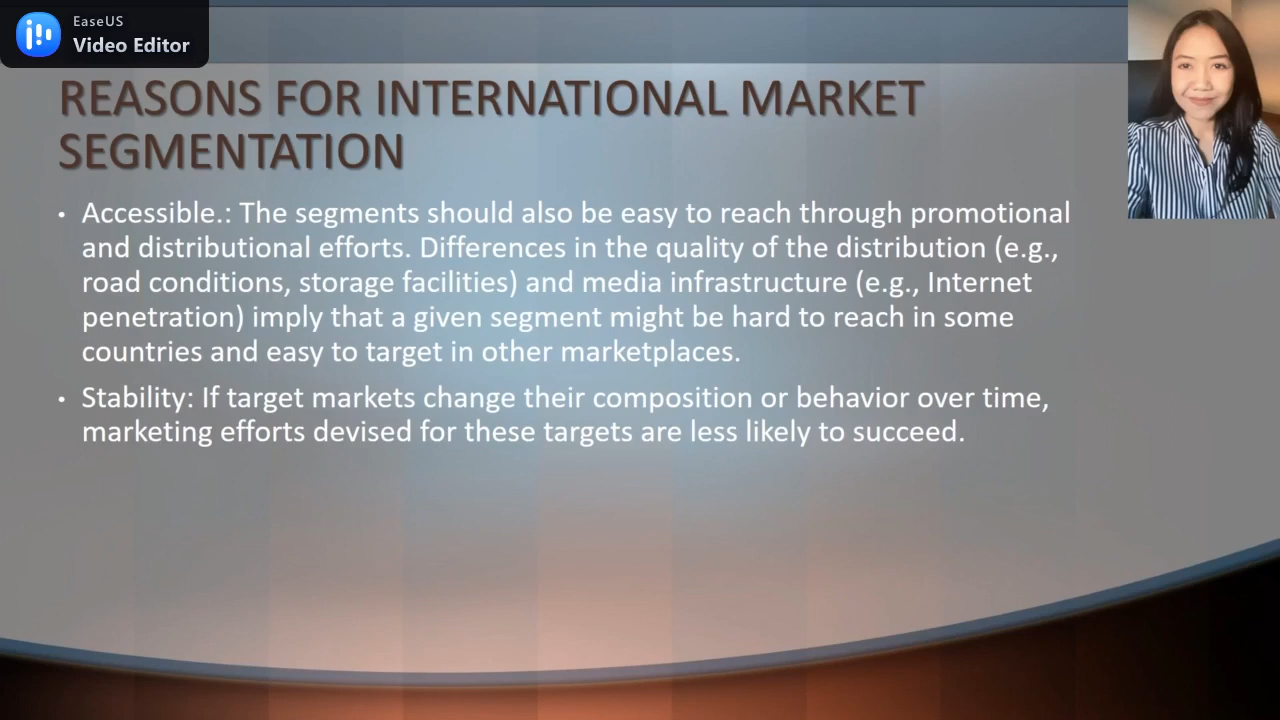 EaseUS
Video Editor
REASONS FOR INTERNATIONAL MARKET
SEGMENTATION
• Accessible.: The segments should also be easy to reach through promotional
and distributional efforts. Differences in the quality of the distribution (e.g.,
road conditions, storage facilities) and media infrastructure (e.g., Internet
penetration) imply that a given segment might be hard to reach in some
countries and easy to target in other marketplaces.
• Stability: If target markets change their composition or behavior over time,
marketing efforts devised for these targets are less likely to succeed.